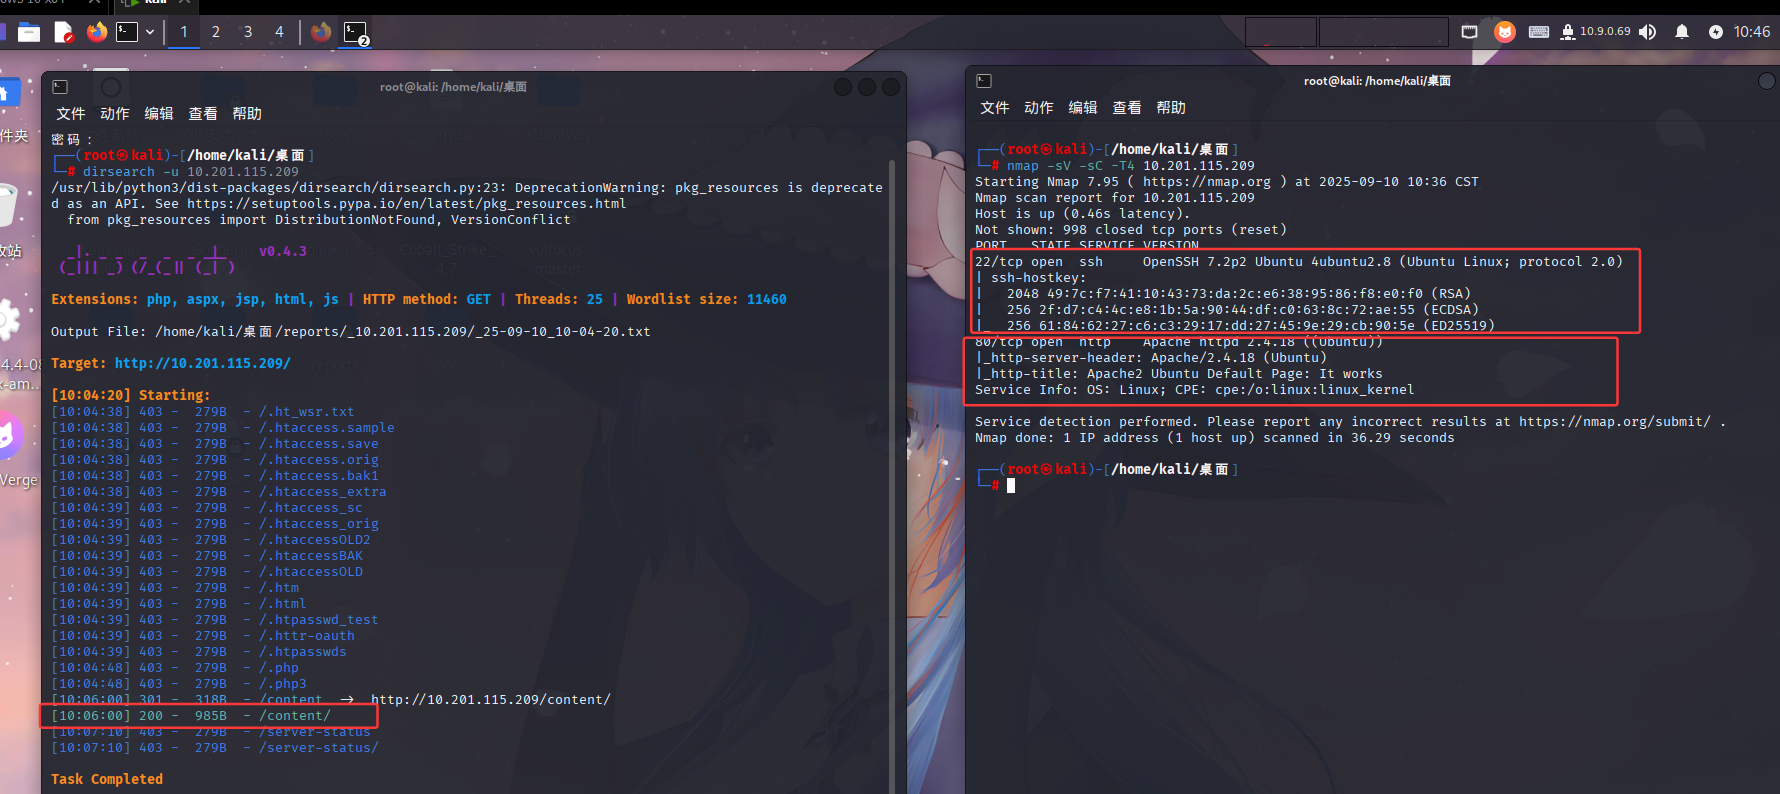 kali
1 2 3 4
10.9.0.69
10:46
件夹
Verge
root@kali: /home/kali/桌面
文件 动作 编辑 查看 帮助
密码：
┌──(root㉿kali)-[/home/kali/桌面]
└─# dirsearch -u 10.201.115.209
/usr/lib/python3/dist-packages/dirsearch/dirsearch.py:23: DeprecationWarning: pkg_resources is deprecate
d as an API. See https://setuptools.pypa.io/en/latest/pkg_resources.html
  from pkg_resources import DistributionNotFound, VersionConflict
v0.4.3
Extensions: php, aspx, jsp, html, js | HTTP method: GET | Threads: 25 | Wordlist size: 11460
Output File: /home/kali/桌面/reports/_10.201.115.209/_25-09-10_10-04-20.txt
Target: http://10.201.115.209/
[10:04:20] Starting:
[10:04:38] 403 -  279B  - /.ht_wsr.txt
[10:04:38] 403 -  279B  - /.htaccess.sample
[10:04:38] 403 -  279B  - /.htaccess.save
[10:04:38] 403 -  279B  - /.htaccess.orig
[10:04:38] 403 -  279B  - /.htaccess.bak1
[10:04:38] 403 -  279B  - /.htaccess_extra
[10:04:39] 403 -  279B  - /.htaccess_sc
[10:04:39] 403 -  279B  - /.htaccess_orig
[10:04:39] 403 -  279B  - /.htaccessOLD2
[10:04:39] 403 -  279B  - /.htaccessBAK
[10:04:39] 403 -  279B  - /.htaccessOLD
[10:04:39] 403 -  279B  - /.htm
[10:04:39] 403 -  279B  - /.html
[10:04:39] 403 -  279B  - /.htpasswd_test
[10:04:39] 403 -  279B  - /.httr-oauth
[10:04:39] 403 -  279B  - /.htpasswds
[10:04:48] 403 -  279B  - /.php
[10:04:48] 403 -  279B  - /.php3
[10:06:00] 301 -  318B  - /content  ->  http://10.201.115.209/content/
[10:06:00] 200 -  985B  - /content/
[10:07:10] 403 -  279B  - /server-status
[10:07:10] 403 -  279B  - /server-status/
Task Completed
root@kali: /home/kali/桌面
文件 动作 编辑 查看 帮助
┌──(root㉿kali)-[/home/kali/桌面]
└─# nmap -sV -sC -T4 10.201.115.209
Starting Nmap 7.95 ( https://nmap.org ) at 2025-09-10 10:36 CST
Nmap scan report for 10.201.115.209
Host is up (0.46s latency).
Not shown: 998 closed tcp ports (reset)
PORT   STATE SERVICE VERSION
22/tcp open  ssh     OpenSSH 7.2p2 Ubuntu 4ubuntu2.8 (Ubuntu Linux; protocol 2.0)
| ssh-hostkey:
|   2048 49:7c:f7:41:10:43:73:da:2c:e6:38:95:86:f8:e0:f0 (RSA)
|   256 2f:d7:c4:4c:e8:1b:5a:90:44:df:c0:63:8c:72:ae:55 (ECDSA)
|_  256 61:84:62:27:c6:c3:29:17:dd:27:45:9e:29:cb:90:5e (ED25519)
80/tcp open  http    Apache httpd 2.4.18 ((Ubuntu))
|_http-server-header: Apache/2.4.18 (Ubuntu)
|_http-title: Apache2 Ubuntu Default Page: It works
Service Info: OS: Linux; CPE: cpe:/o:linux:linux_kernel
Service detection performed. Please report any incorrect results at https://nmap.org/submit/ .
Nmap done: 1 IP address (1 host up) scanned in 36.29 seconds
┌──(root㉿kali)-[/home/kali/桌面]
└─#